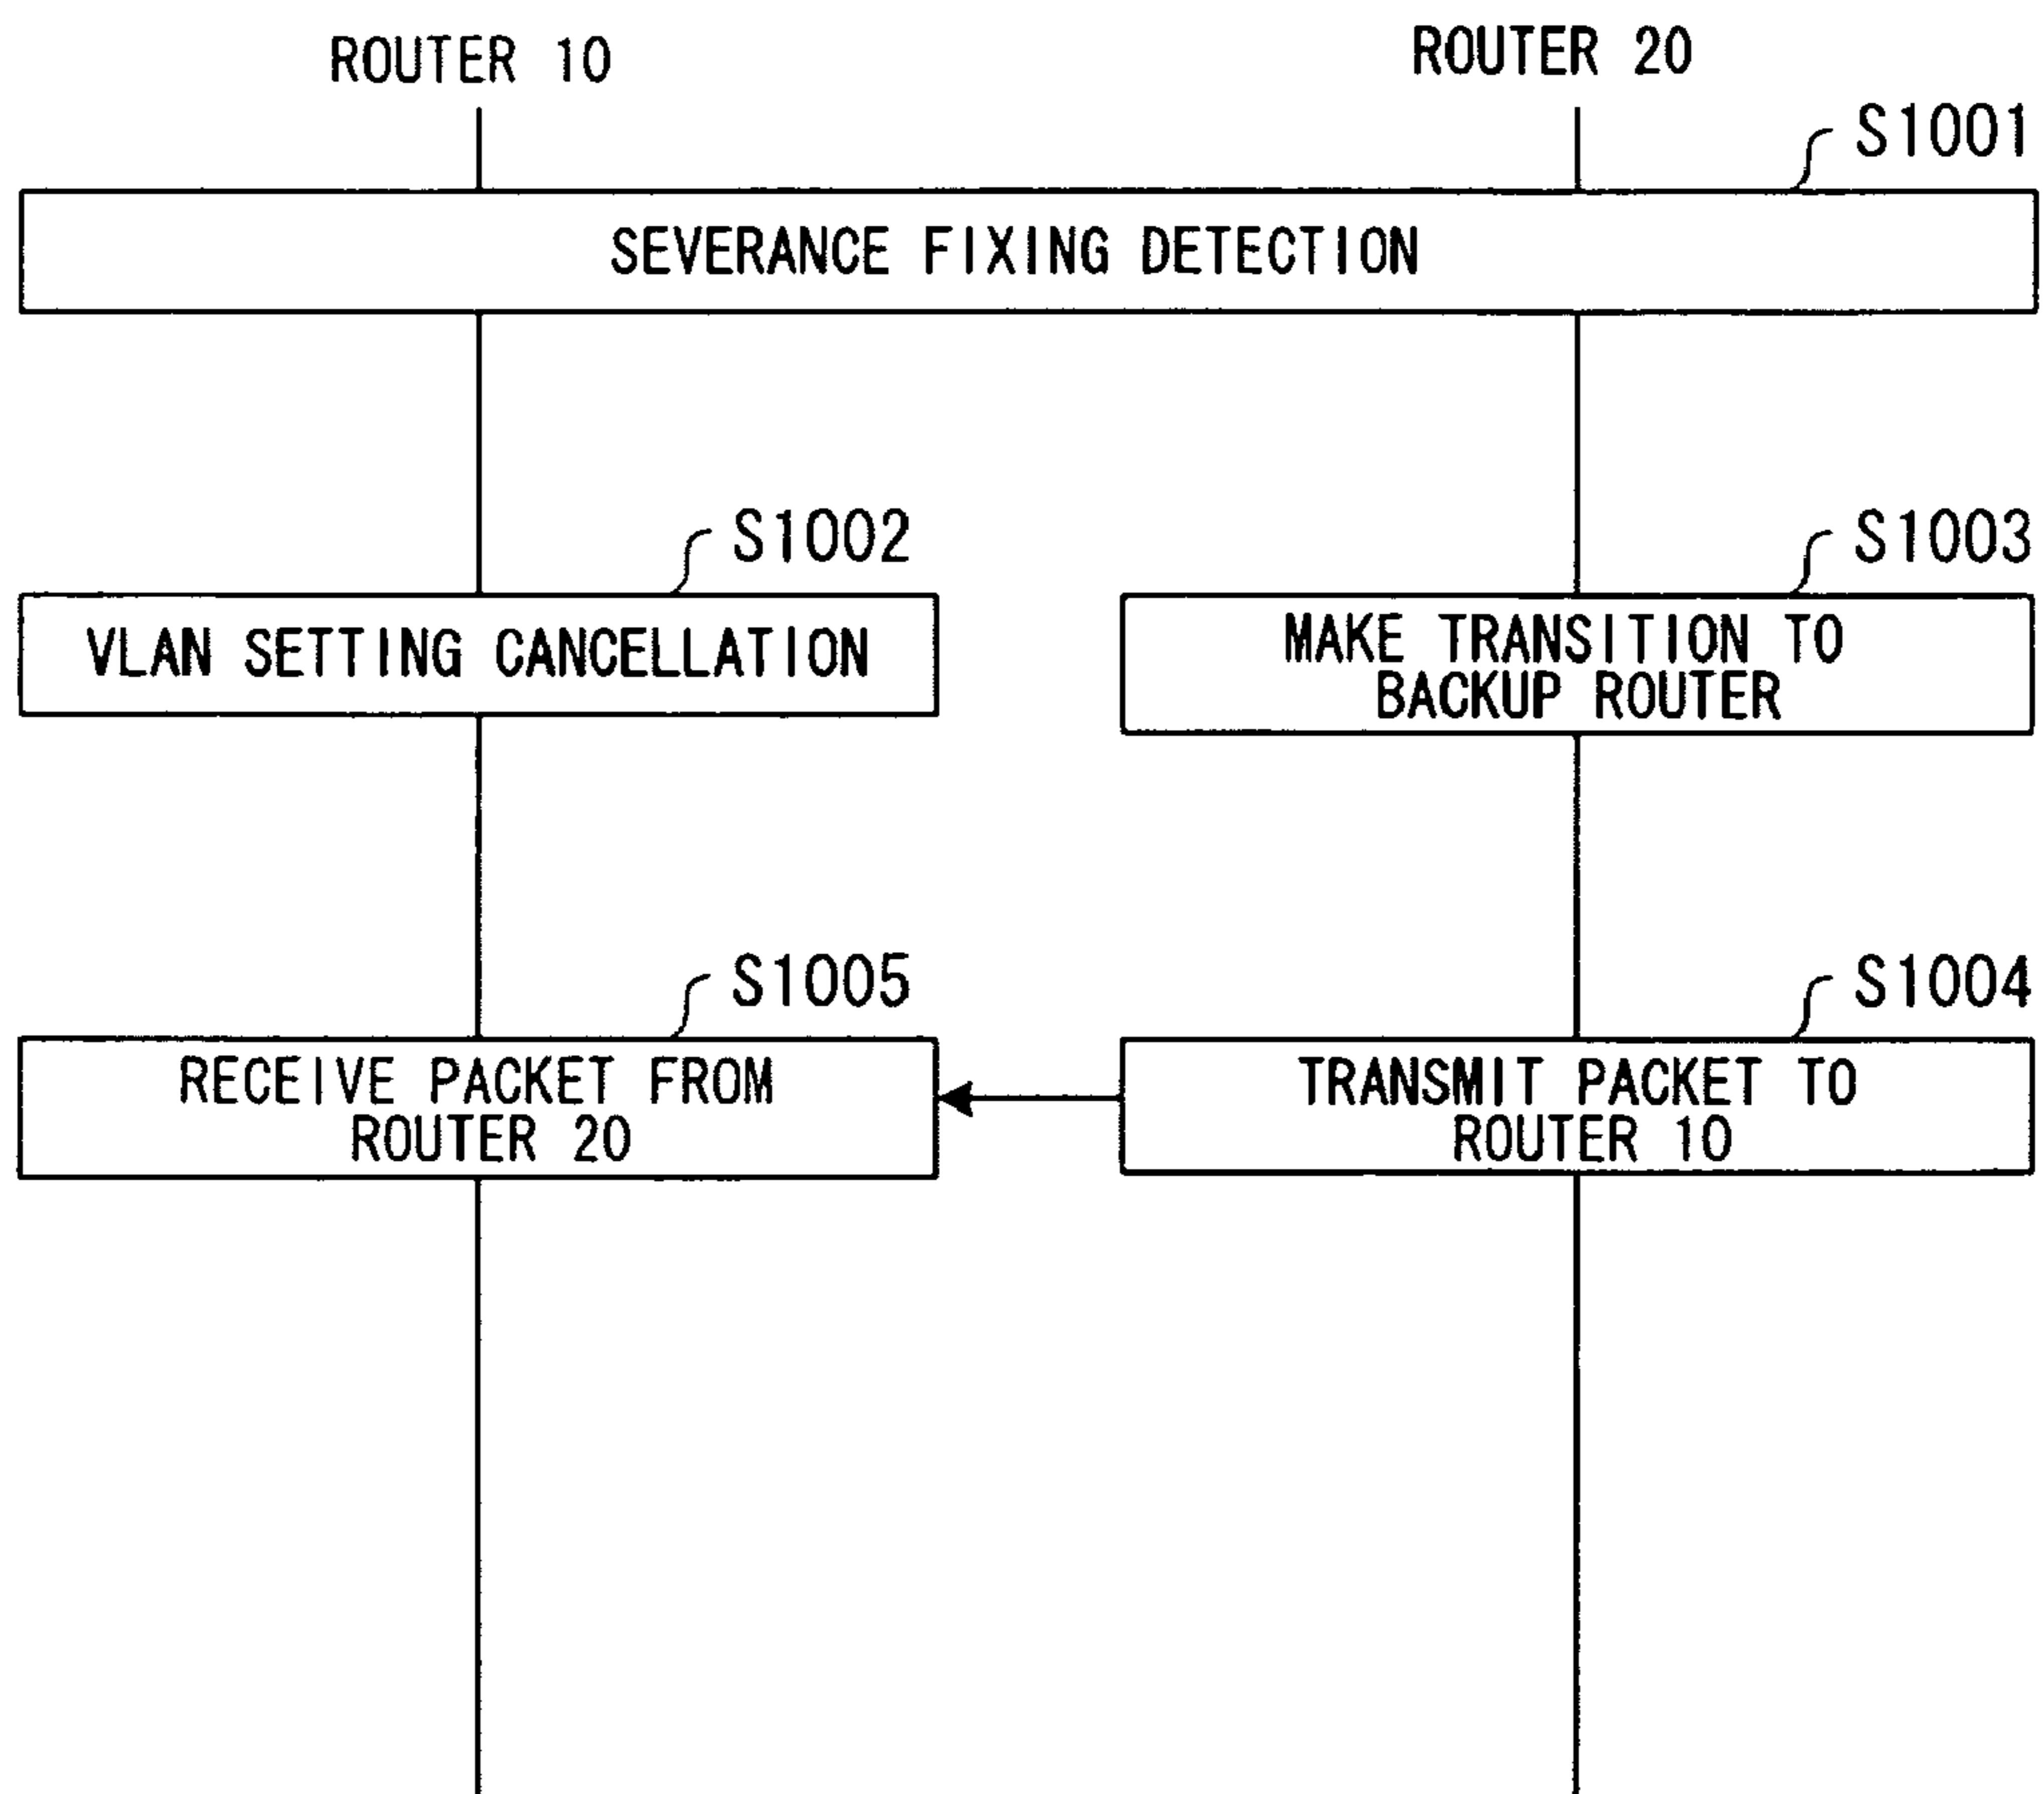 ROUTER 10
ROUTER 20
S1001
SEVERANCE FIXING DETECTION
S1002
S1003
VLAN SETTING CANCELLATION
MAKE TRANSITION TO
BACKUP ROUTER
S1005
S1004
RECEIVE PACKET FROM
ROUTER 20
TRANSMIT PACKET TO
ROUTER 10